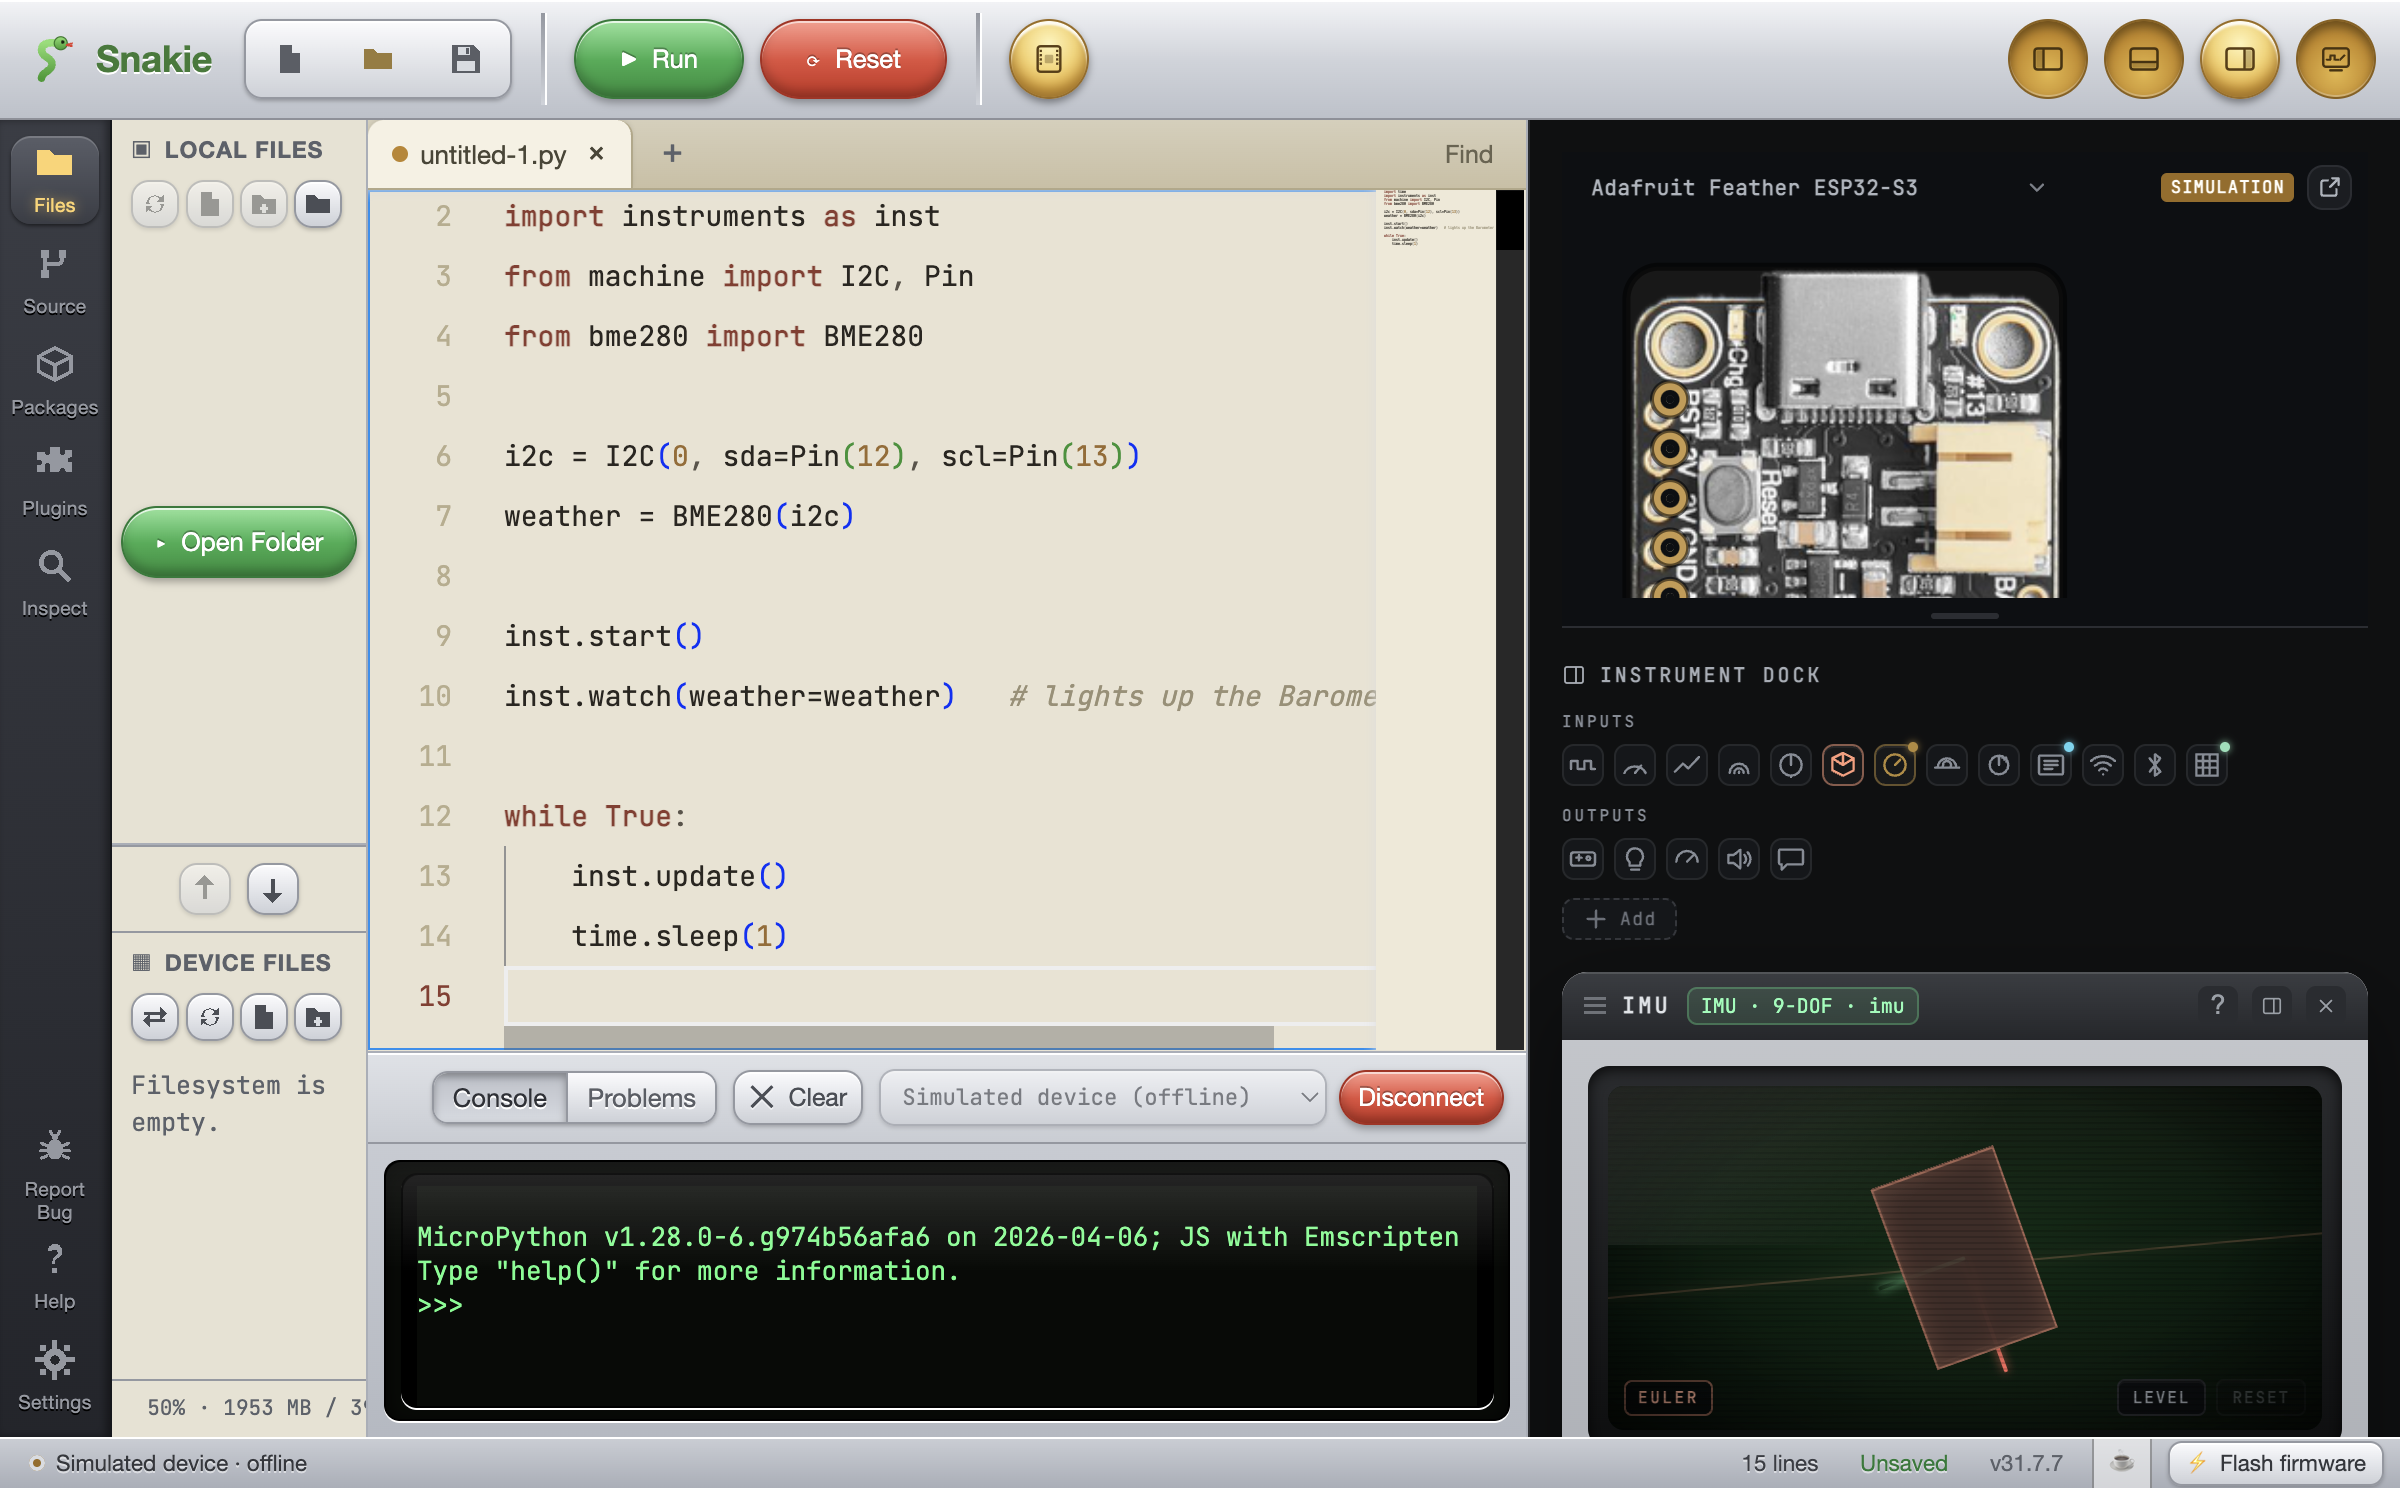 Snakie
Run
Reset
Files
Source
Packages
Plugins
Inspect
Report
Bug
Help
Settings
LOCAL FILES
Open Folder
DEVICE FILES
Filesystem is
empty.
50% · 1953 MB /
untitled-1.py
Find
2 import instruments as inst
3 from machine import I2C, Pin
4 from bme280 import BME280
5
6 i2c = I2C(0, sda=Pin(12), scl=Pin(13))
7 weather = BME280(i2c)
8
9 inst.start()
10 inst.watch(weather=weather) # lights up the Barome
11
12 while True:
13 inst.update()
14 time.sleep(1)
15
Console
Problems
Clear
Simulated device (offline)
Disconnect
MicroPython v1.28.0-6.g974b56afa6 on 2026-04-06; JS with Emscripten
Type "help()" for more information.
>>>
Adafruit Feather ESP32-S3
SIMULATION
Chg
#13
RST
Reset
INSTRUMENT DOCK
INPUTS
OUTPUTS
+ Add
IMU
IMU · 9-DOF · imu
?
EULER
LEVEL
RESET
Simulated device · offline
15 lines
Unsaved
v31.7.7
Flash firmware